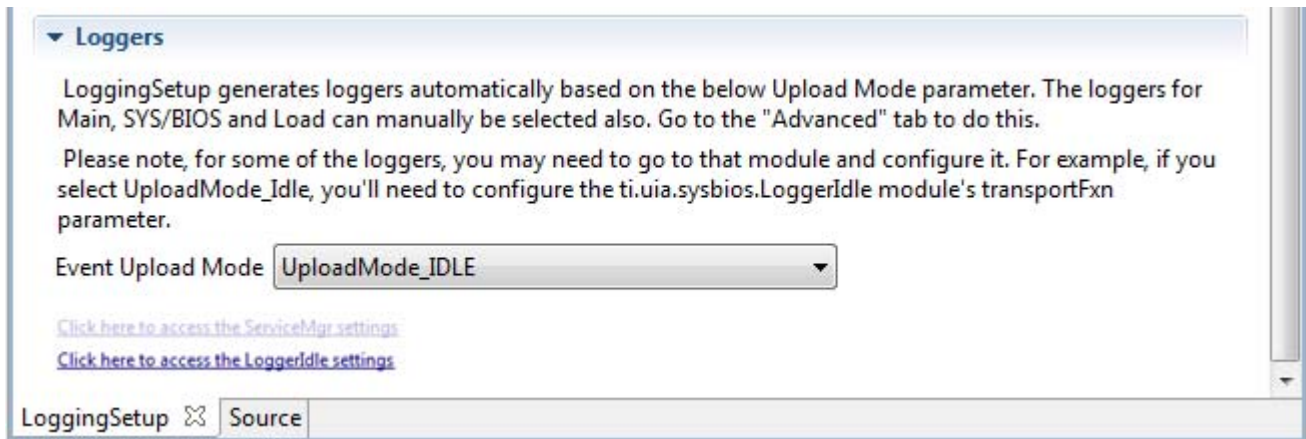 Loggers
LoggingSetup generates loggers automatically based on the below Upload Mode parameter. The loggers for
Main, SYS/BIOS and Load can manually be selected also. Go to the "Advanced" tab to do this.
Please note, for some of the loggers, you may need to go to that module and configure it. For example, if you
select UploadMode_Idle, you'll need to configure the ti.uia.sysbios.LoggerIdle module's transportFxn
parameter.
Event Upload Mode UploadMode_IDLE
Click here to access the ServiceMgr settings
Click here to access the LoggerIdle settings
LoggingSetup Source